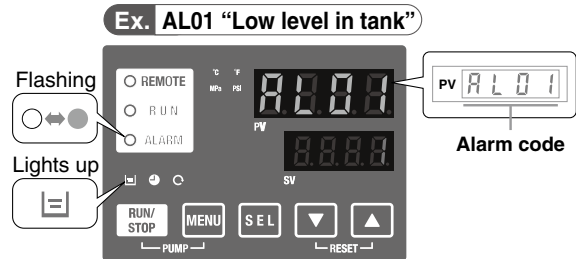 Ex. AL01 “Low level in tank”
Flashing
REMOTE
RUN
ALARM
°C °F
MPa PSI
AL01
PV
PV AL01
Alarm code
Lights up
1
SV
RUN/
STOP
MENU
SEL
PUMP
RESET